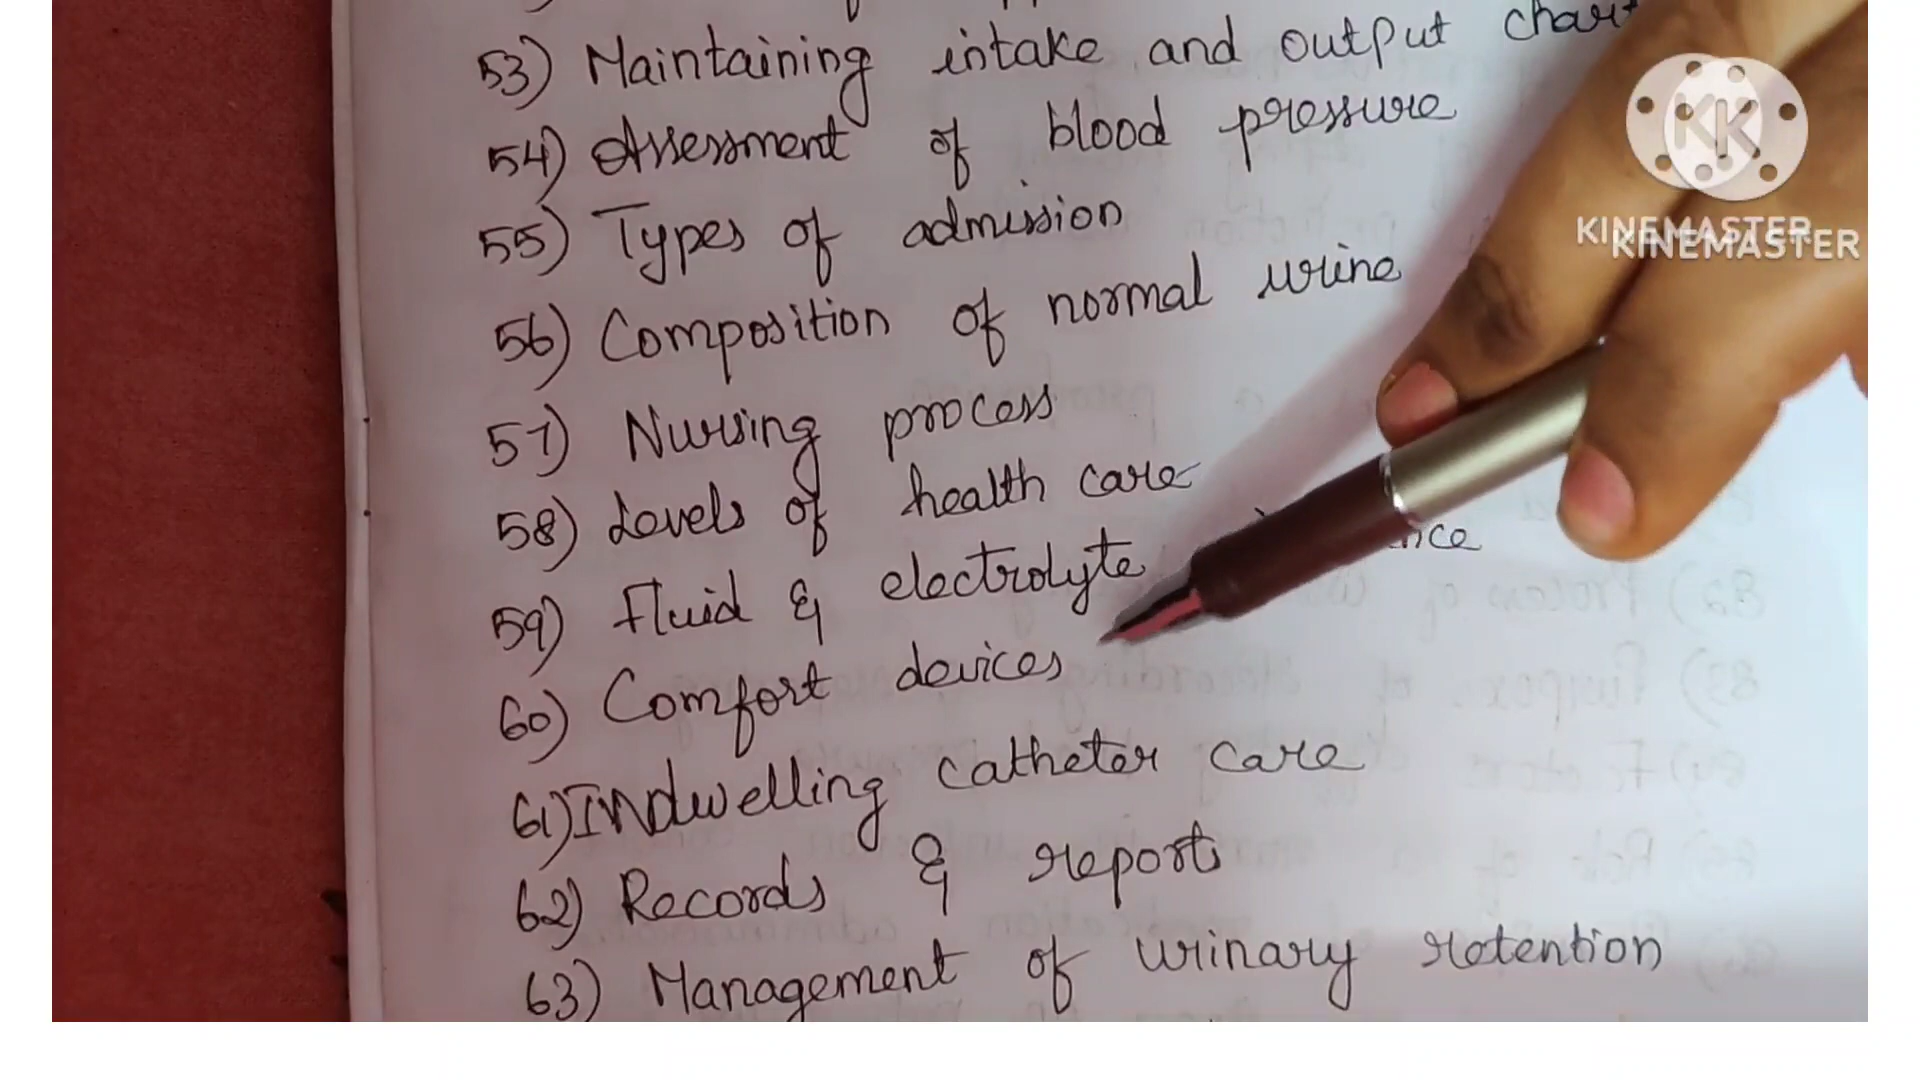 53) Maintaining intake and output chart
54) Assessment of blood pressure
55) Types of admission
56) Composition of normal urine
57) Nursing process
58) Levels of health care
59) Fluid & electrolyte
60) Comfort devices
61) Indwelling catheter care
62) Records & reports
63) Management of urinary retention
KINEMASTER
KINEMASTER